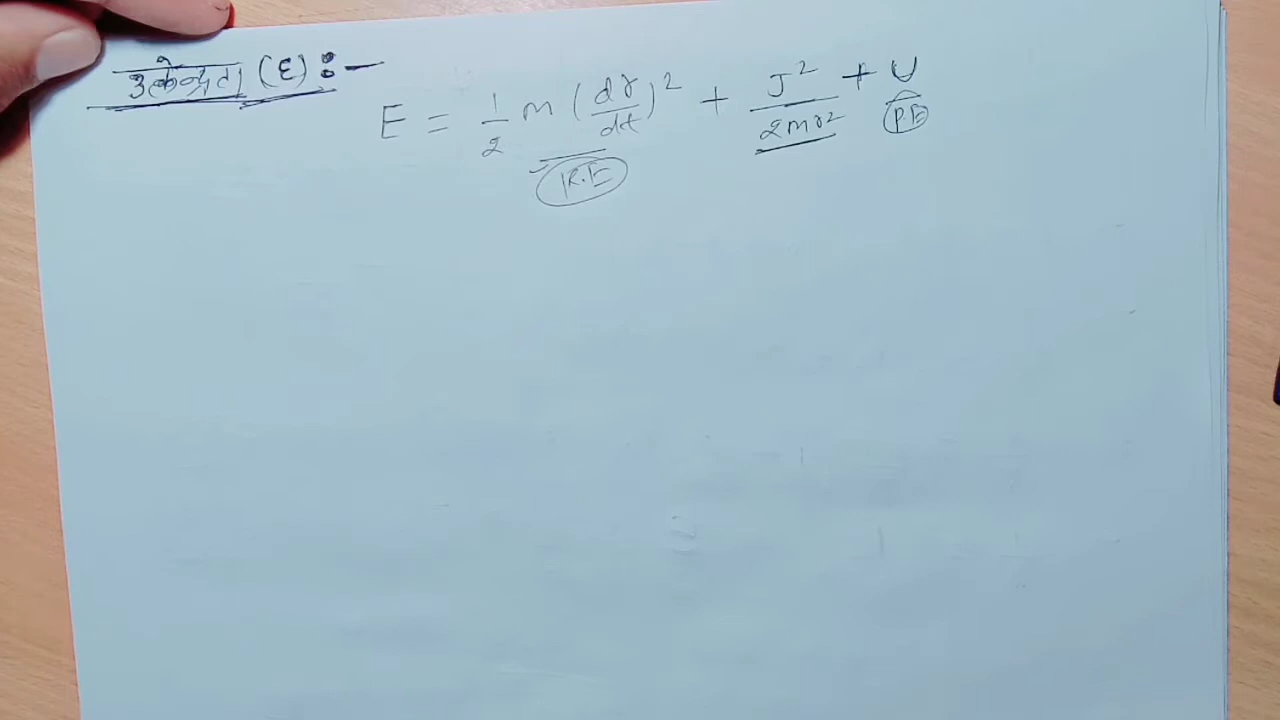 उत्केन्द्रता (ε) :-
E = 1/2 m (dr/dt)² + J²/2mr² + U
K.E P.E